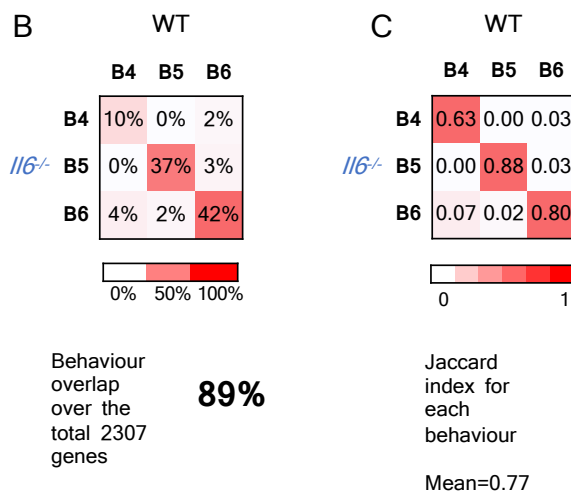 B WT
B4 B5 B6
B4 10% 0% 2%
Il6-/- B5 0% 37% 3%
B6 4% 2% 42%
0% 50% 100%
Behaviour
overlap
over the
total 2307
genes
89%
C WT
B4 B5 B6
B4 0.63 0.00 0.03
Il6-/- B5 0.00 0.88 0.03
B6 0.07 0.02 0.80
0 1
Jaccard
index for
each
behaviour
Mean=0.77